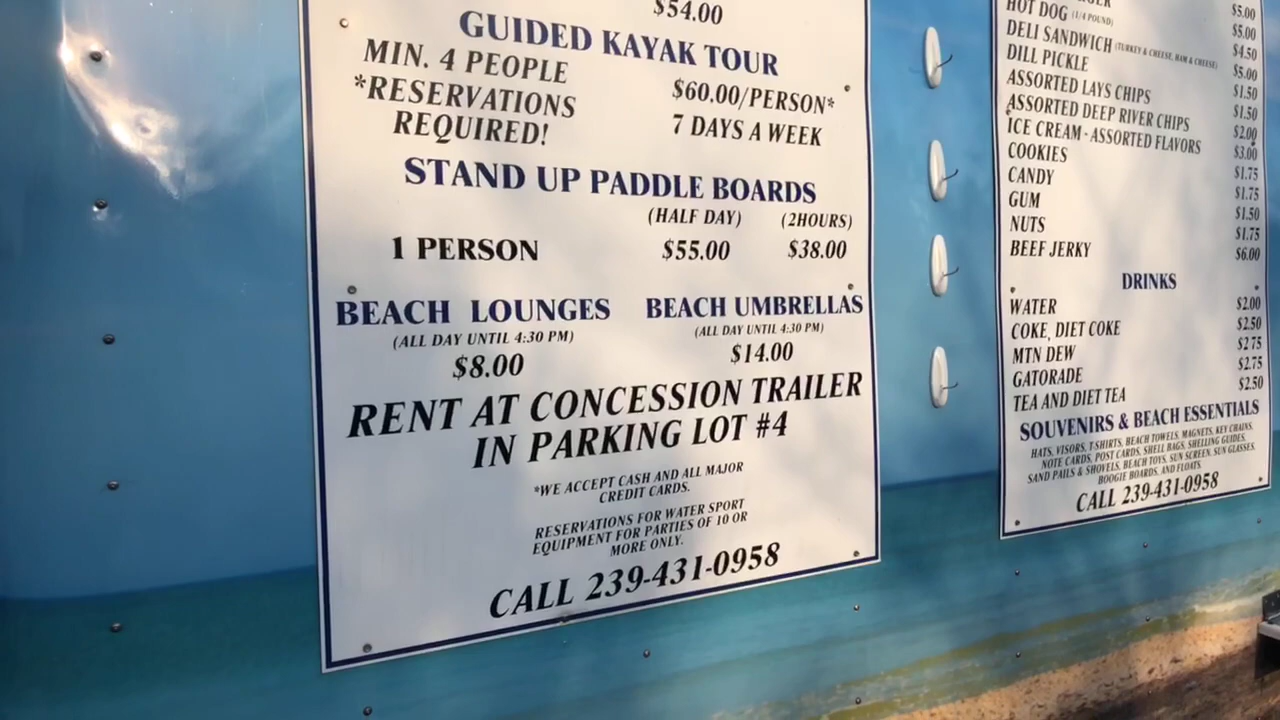 $54.00
GUIDED KAYAK TOUR
MIN. 4 PEOPLE
*RESERVATIONS
REQUIRED!
$60.00/PERSON*
7 DAYS A WEEK
STAND UP PADDLE BOARDS
(HALF DAY) (2HOURS)
1 PERSON $55.00 $38.00
BEACH LOUNGES
(ALL DAY UNTIL 4:30 PM)
$8.00
BEACH UMBRELLAS
(ALL DAY UNTIL 4:30 PM)
$14.00
RENT AT CONCESSION TRAILER
IN PARKING LOT #4
*WE ACCEPT CASH AND ALL MAJOR
CREDIT CARDS.
RESERVATIONS FOR WATER SPORT
EQUIPMENT FOR PARTIES OF 10 OR
MORE ONLY.
CALL 239-431-0958
$5.00
HOT DOG (1/4 POUND) $5.00
DELI SANDWICH (TURKEY & CHEESE, HAM & CHEESE) $4.50
DILL PICKLE $5.00
ASSORTED LAYS CHIPS $1.50
ASSORTED DEEP RIVER CHIPS $1.50
ICE CREAM - ASSORTED FLAVORS $2.00
COOKIES $3.00
CANDY $1.75
GUM $1.75
NUTS $1.50
BEEF JERKY $1.75
$6.00
DRINKS
WATER $2.00
COKE, DIET COKE $2.50
MTN DEW $2.75
GATORADE $2.75
TEA AND DIET TEA $2.50
SOUVENIRS & BEACH ESSENTIALS
HATS, VISORS, T-SHIRTS, BEACH TOWELS, MAGNETS, KEY CHAINS,
NOTE CARDS, POST CARDS, SHELL BAGS, SHELLING GUIDES,
SAND PAILS & SHOVELS, BEACH TOYS, SUN SCREEN, SUN GLASSES,
BOOGIE BOARDS, AND FLOATS.
CALL 239-431-0958